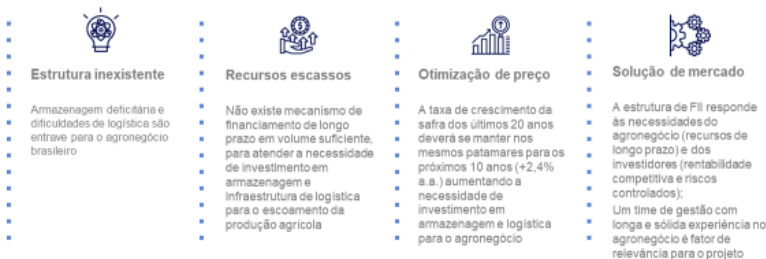 Estrutura inexistente
Armazenagem deficitária e
dificuldades de logística são
entrave para o agronegócio
brasileiro
Recursos escassos
Não existe mecanismo de
financiamento de longo
prazo em volume suficiente,
para atender a necessidade
de investimento em
armazenagem e
infraestrutura de logística
para o escoamento da
produção agrícola
Otimização de preço
A taxa de crescimento da
safra dos últimos 20 anos
deverá se manter nos
mesmos patamares para os
próximos 10 anos (+2,4%
a.a.) aumentando a
necessidade de
investimento em
armazenagem e logística
para o agronegócio
Solução de mercado
A estrutura de FII responde
às necessidades do
agronegócio (recursos de
longo prazo) e dos
investidores (rentabilidade
competitiva e riscos
controlados);
Um time de gestão com
longa e sólida experiência no
agronegócio é fator de
relevância para o projeto